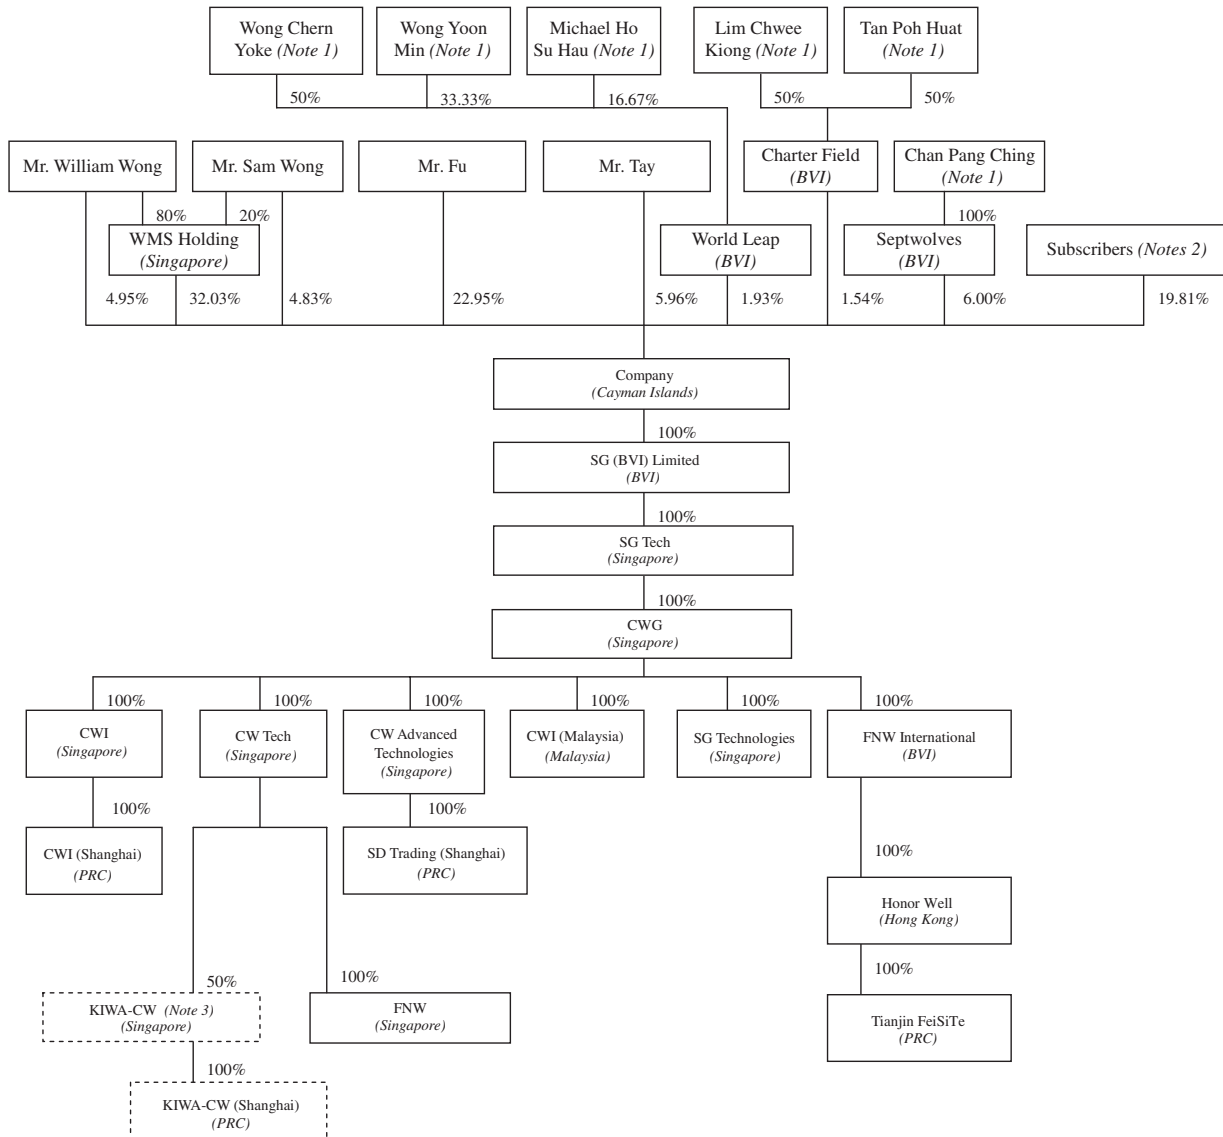 Wong Chern
Yoke (Note 1)
Wong Yoon
Min (Note 1)
Michael Ho
Su Hau (Note 1)
Lim Chwee
Kiong (Note 1)
Tan Poh Huat
(Note 1)
50%
33.33%
16.67%
50%
50%
Mr. William Wong
Mr. Sam Wong
Mr. Fu
Mr. Tay
Charter Field
(BVI)
Chan Pang Ching
(Note 1)
80%
20%
100%
WMS Holding
(Singapore)
World Leap
(BVI)
Septwolves
(BVI)
Subscribers (Notes 2)
4.95%
32.03%
4.83%
22.95%
5.96%
1.93%
1.54%
6.00%
19.81%
Company
(Cayman Islands)
100%
SG (BVI) Limited
(BVI)
100%
SG Tech
(Singapore)
100%
CWG
(Singapore)
100%
100%
100%
100%
100%
100%
CWI
(Singapore)
CW Tech
(Singapore)
CW Advanced
Technologies
(Singapore)
CWI (Malaysia)
(Malaysia)
SG Technologies
(Singapore)
FNW International
(BVI)
100%
100%
CWI (Shanghai)
(PRC)
SD Trading (Shanghai)
(PRC)
100%
Honor Well
(Hong Kong)
50%
100%
100%
KIWA-CW (Note 3)
(Singapore)
FNW
(Singapore)
Tianjin FeiSiTe
(PRC)
100%
KIWA-CW (Shanghai)
(PRC)